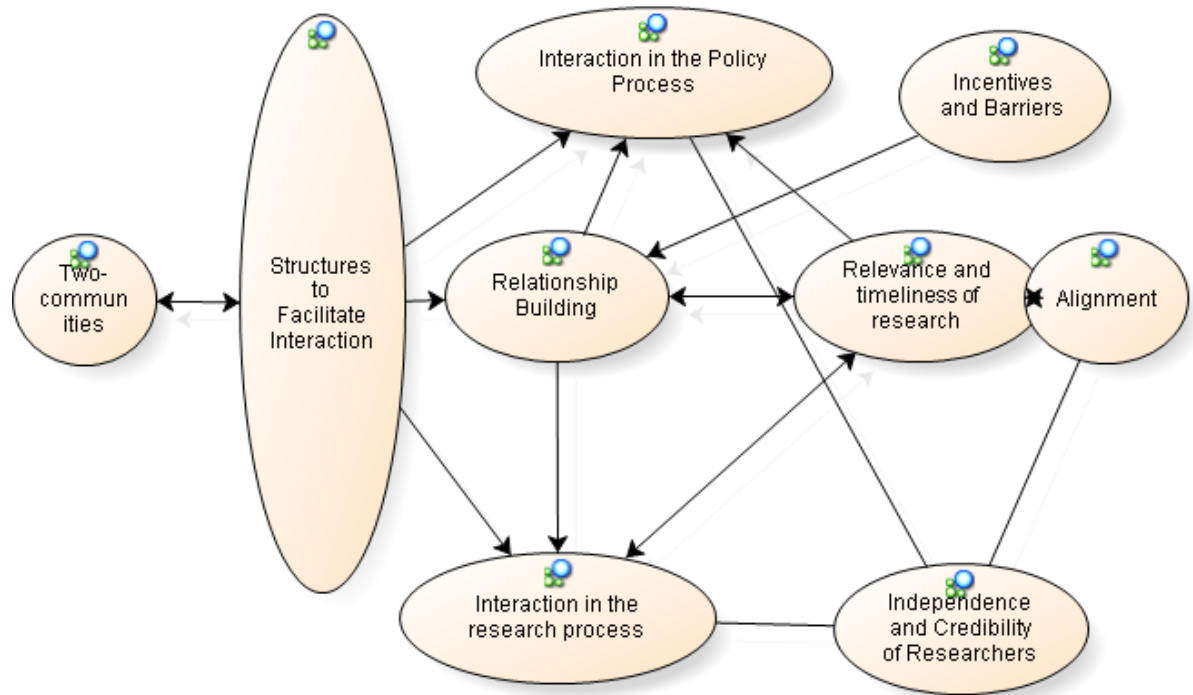 Interaction in the Policy
Process
Incentives
and Barriers
Two-
commun
ities
Structures
to
Facilitate
Interaction
Relationship
Building
Relevance and
timeliness of
research
Alignment
Interaction in the
research process
Independence
and Credibility
of Researchers